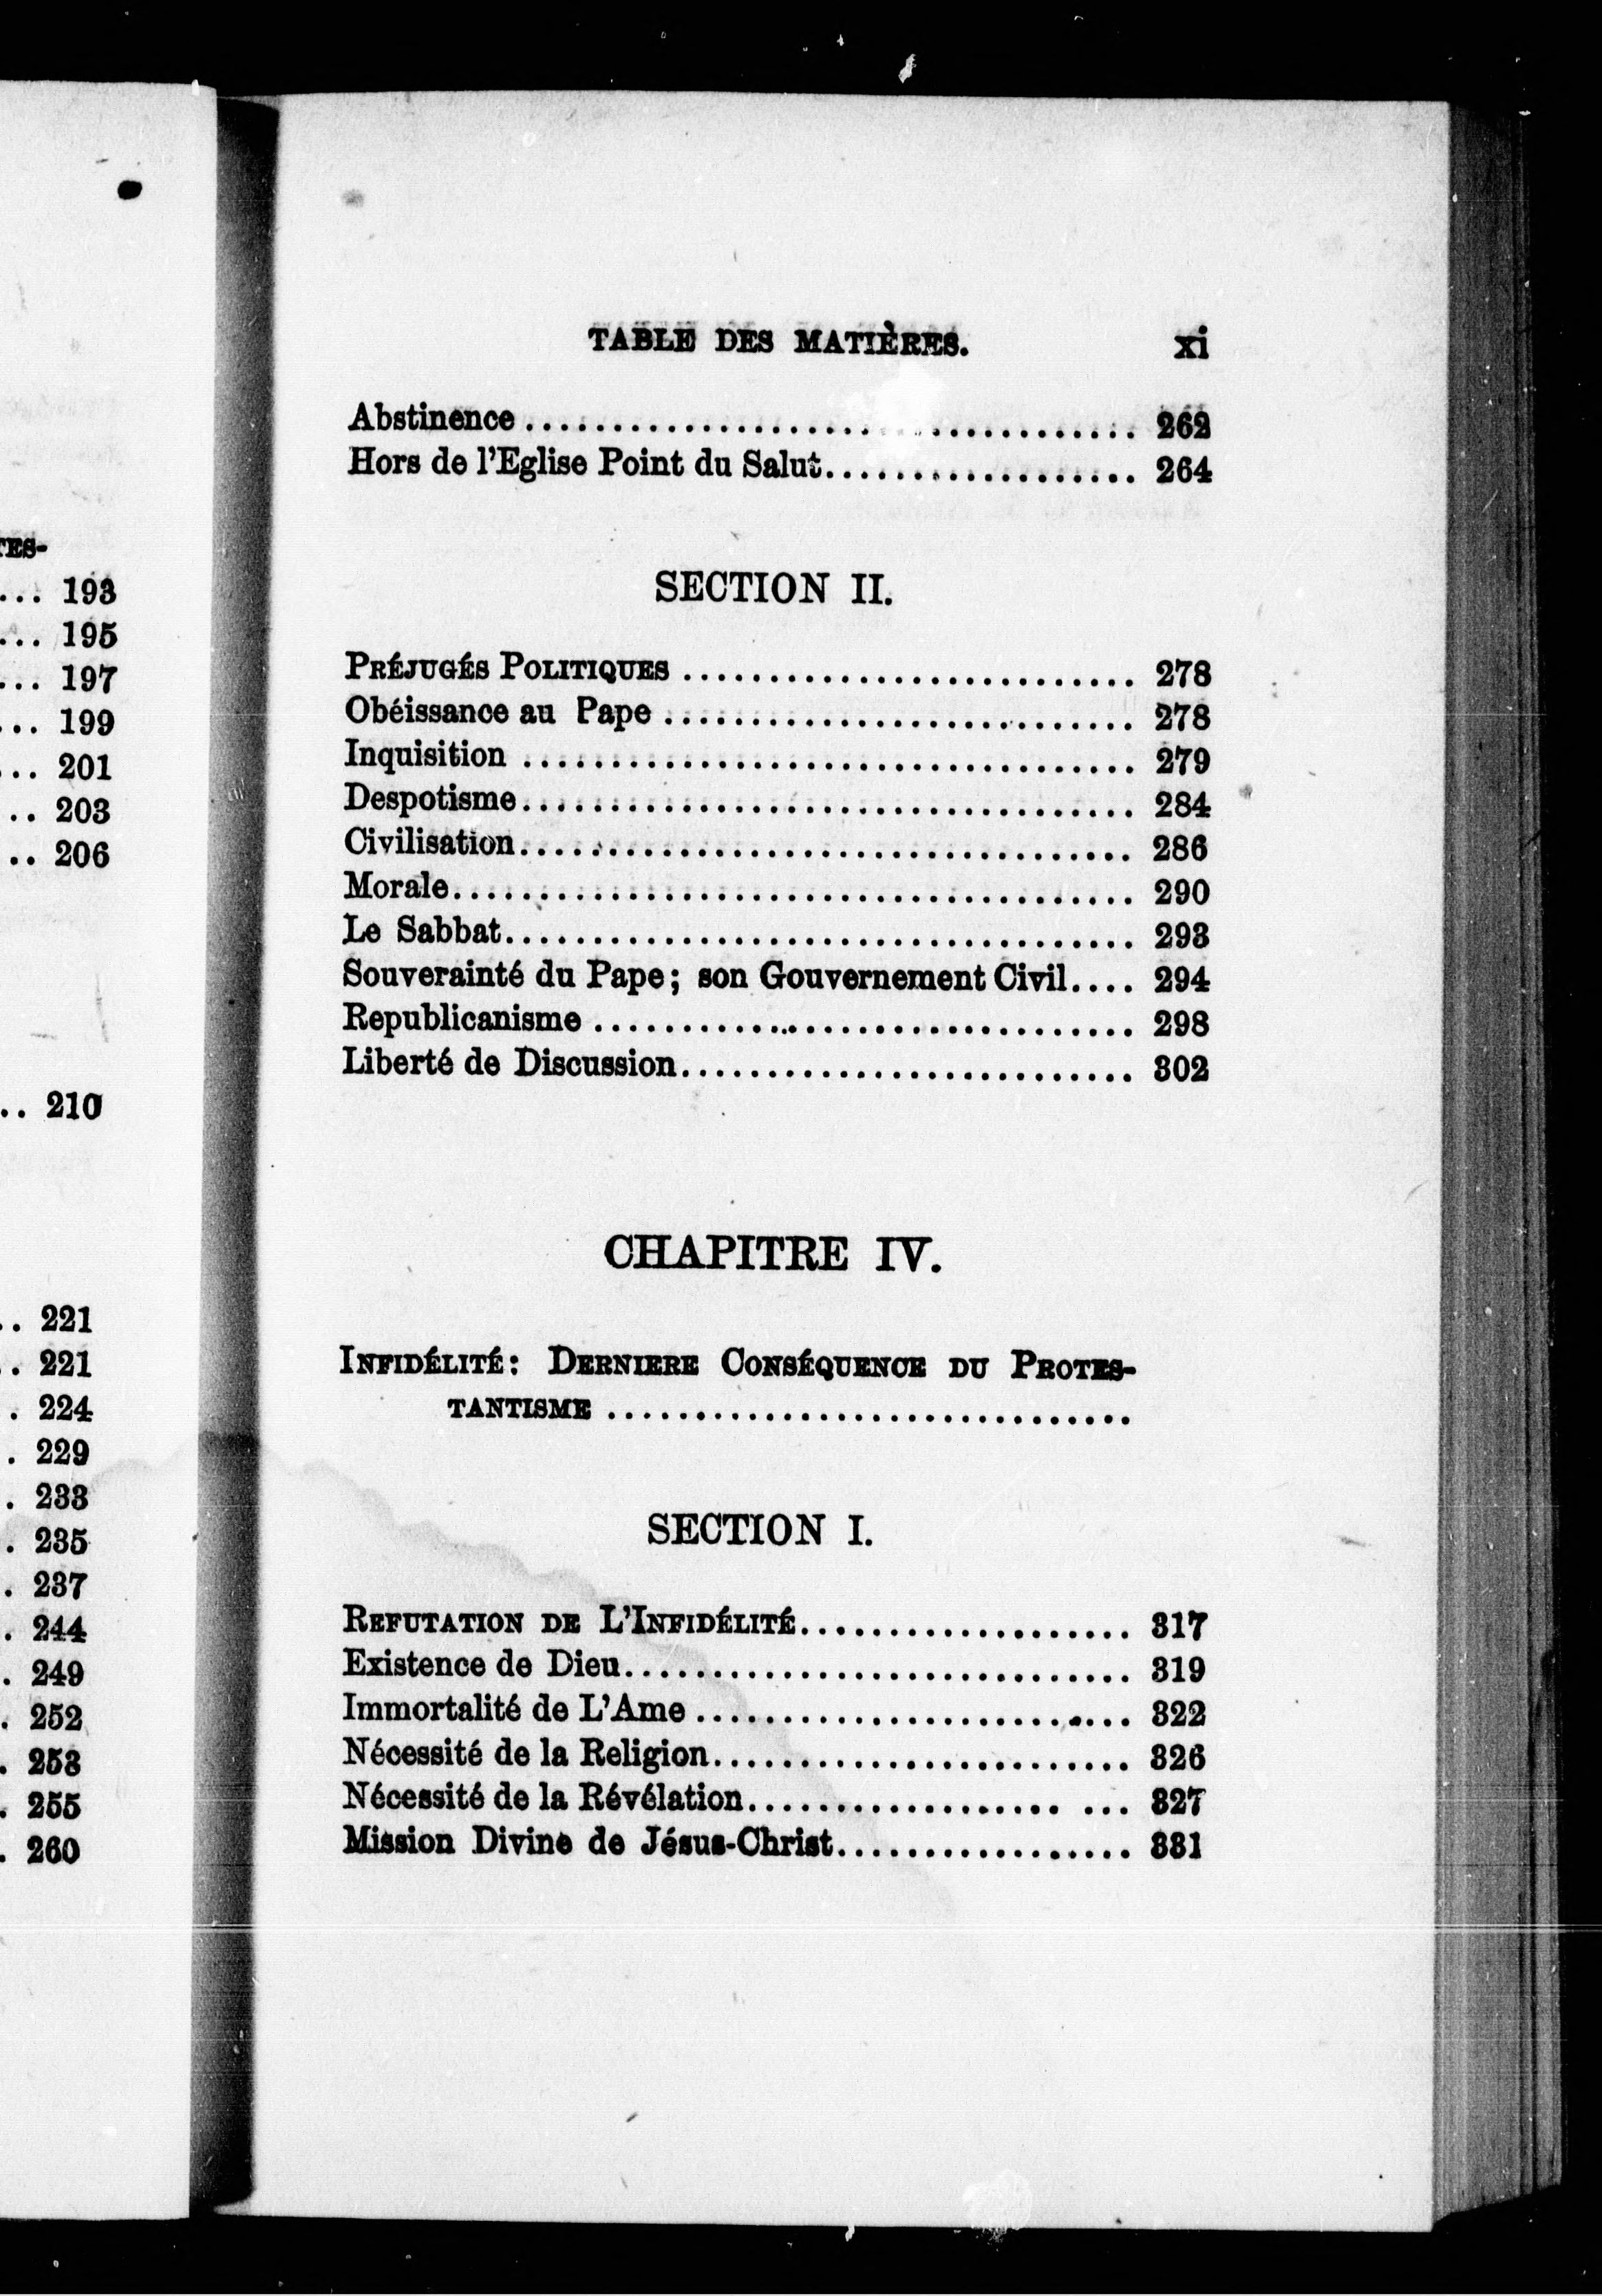 TES-
... 193
... 195
... 197
... 199
... 201
.. 203
.. 206
.. 210
.. 221
. 221
. 224
. 229
. 233
. 235
. 237
. 244
. 249
. 252
. 253
. 255
. 260
TABLE DES MATIÈRES. xi
Abstinence ........................................ 262
Hors de l'Eglise Point du Salut................... 264
SECTION II.
PRÉJUGÉS POLITIQUES ........................... 278
Obéissance au Pape ............................ 278
Inquisition .................................... 279
Despotisme.................................... 284
Civilisation.................................... 286
Morale........................................ 290
Le Sabbat..................................... 293
Souverainté du Pape; son Gouvernement Civil.... 294
Republicanisme ................................ 298
Liberté de Discussion........................... 302
CHAPITRE IV.
INFIDÉLITÉ: DERNIERE CONSÉQUENCE DU PROTES-
TANTISME ...............................
SECTION I.
REFUTATION DE L'INFIDÉLITÉ.................... 317
Existence de Dieu.............................. 319
Immortalité de L'Ame .......................... 322
Nécessité de la Religion......................... 326
Nécessité de la Révélation................... ... 327
Mission Divine de Jésus-Christ.................. 331